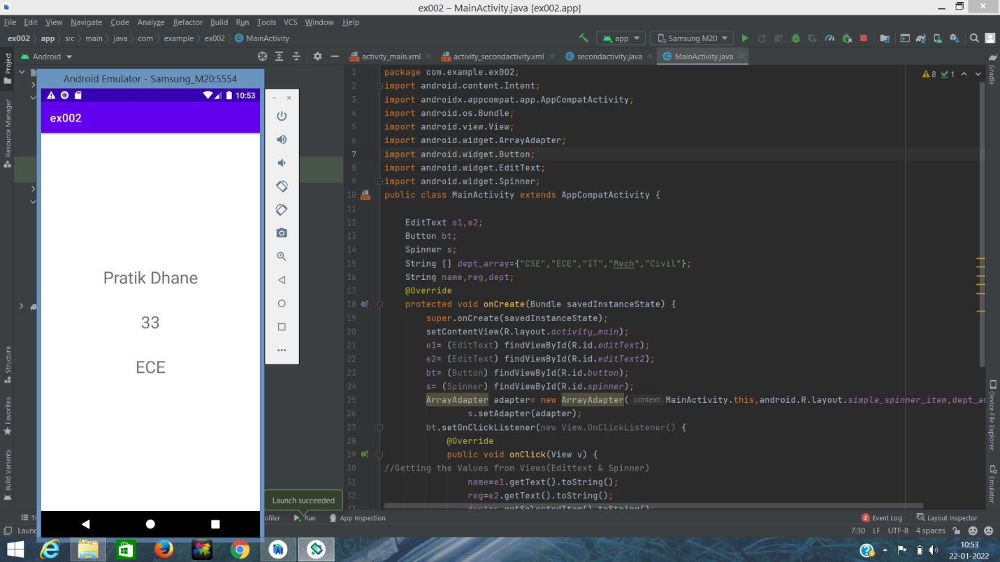 ex002 – MainActivity.java [ex002.app]
File Edit View Navigate Code Analyze Refactor Build Run Tools VCS Window Help
ex002 app src main java com example ex002 MainActivity
app Samsung M20
Android
activity_main.xml activity_secondactivity.xml secondactivity.java MainActivity.java
Project
Resource Manager
Structure
Favorites
Build Variants
Android Emulator - Samsung_M20:5554
10:53
ex002
Pratik Dhane
33
ECE
8 1
1 package com.example.ex002;
2 import android.content.Intent;
3 import androidx.appcompat.app.AppCompatActivity;
4 import android.os.Bundle;
5 import android.view.View;
6 import android.widget.ArrayAdapter;
7 import android.widget.Button;
8 import android.widget.EditText;
9 import android.widget.Spinner;
10 public class MainActivity extends AppCompatActivity {
11
12 EditText e1,e2;
13 Button bt;
14 Spinner s;
15 String [] dept_array={"CSE","ECE","IT","Mech","Civil"};
16 String name,reg,dept;
17 @Override
18 protected void onCreate(Bundle savedInstanceState) {
19 super.onCreate(savedInstanceState);
20 setContentView(R.layout.activity_main);
21 e1= (EditText) findViewById(R.id.editText);
22 e2= (EditText) findViewById(R.id.editText2);
23 bt= (Button) findViewById(R.id.button);
24 s= (Spinner) findViewById(R.id.spinner);
25 ArrayAdapter adapter= new ArrayAdapter( context: MainActivity.this,android.R.layout.simple_spinner_item,dept_ar
26 s.setAdapter(adapter);
27 bt.setOnClickListener(new View.OnClickListener() {
28 @Override
29 public void onClick(View v) {
30 //Getting the Values from Views(Edittext & Spinner)
31 name=e1.getText().toString();
32 reg=e2.getText().toString();
33 dept=s.getSelectedItem().toString();
Gradle
Device File Explorer
Emulator
Launch succeeded
TO ofiler Run App Inspection 2 Event Log Layout Inspector
Launc 7:30 LF UTF-8 4 spaces
10:53
22-01-2022